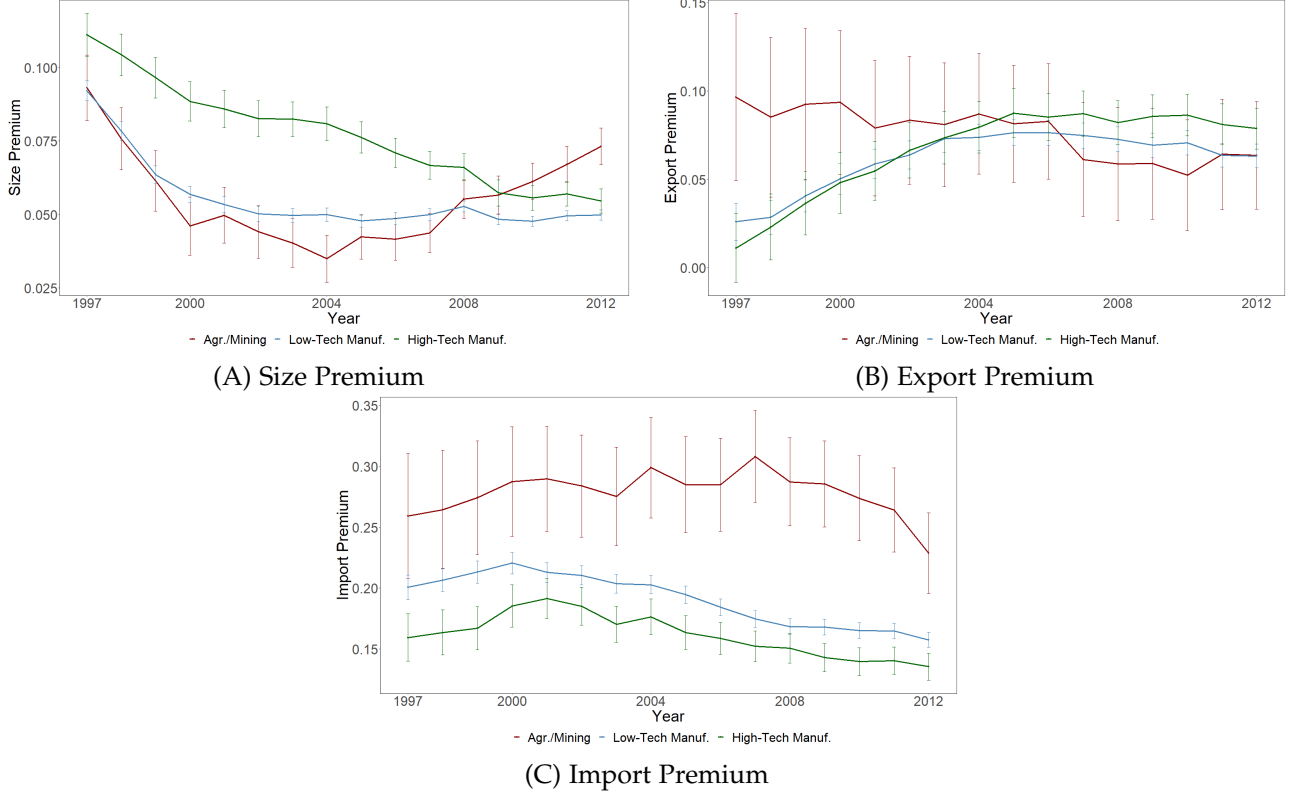 0.100
0.075
0.050
0.025
Size Premium
1997 2000 2004 2008 2012
Year
Agr./Mining Low-Tech Manuf. High-Tech Manuf.
(A) Size Premium
0.15
0.10
0.05
0.00
Export Premium
1997 2000 2004 2008 2012
Year
Agr./Mining Low-Tech Manuf. High-Tech Manuf.
(B) Export Premium
0.35
0.30
0.25
0.20
0.15
Import Premium
1997 2000 2004 2008 2012
Year
Agr./Mining Low-Tech Manuf. High-Tech Manuf.
(C) Import Premium